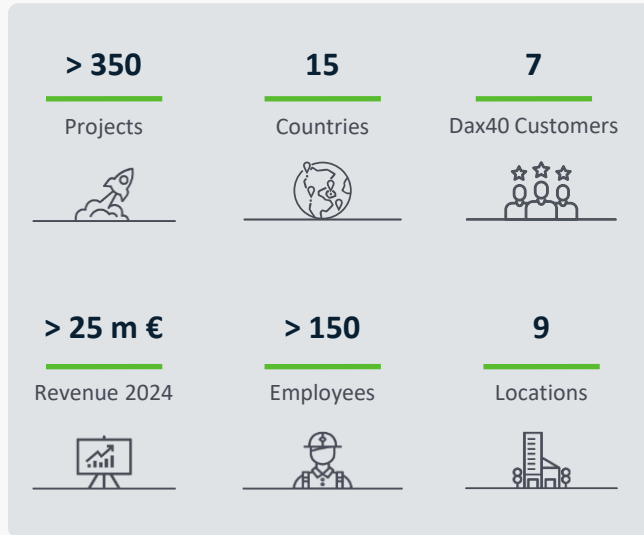 > 350
15
7
Projects
Countries
Dax40 Customers
> 25 m €
> 150
9
Revenue 2024
Employees
Locations